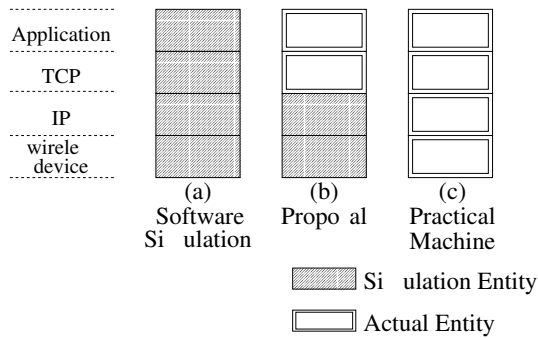 Application
TCP
IP
wirele
device
(a)
Software
Si ulation
(b)
Propo al
(c)
Practical
Machine
Si ulation Entity
Actual Entity